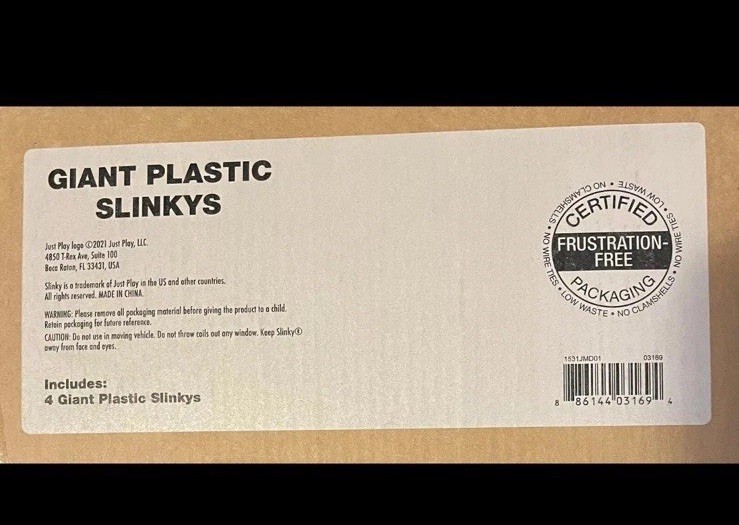 GIANT PLASTIC
SLINKYS
Just Play logo ©2021 Just Play, LLC.
4850 T-Rex Ave, Suite 100
Boca Raton, FL 33431, USA
Slinky is a trademark of Just Play in the US and other countries.
All rights reserved. MADE IN CHINA.
WARNING: Please remove all packaging material before giving the product to a child.
Retain packaging for future reference.
CAUTION: Do not use in moving vehicle. Do not throw coils out any window. Keep Slinky®
away from face and eyes.
Includes:
4 Giant Plastic Slinkys
NO CLAMSHELLS • NO WIRE TIES • LOW WASTE • NO CLAMSHELLS • NO WIRE TIES • LOW WASTE •
CERTIFIED
FRUSTRATION-
FREE
PACKAGING
1531JMD01 03169
8 86144 03169 4